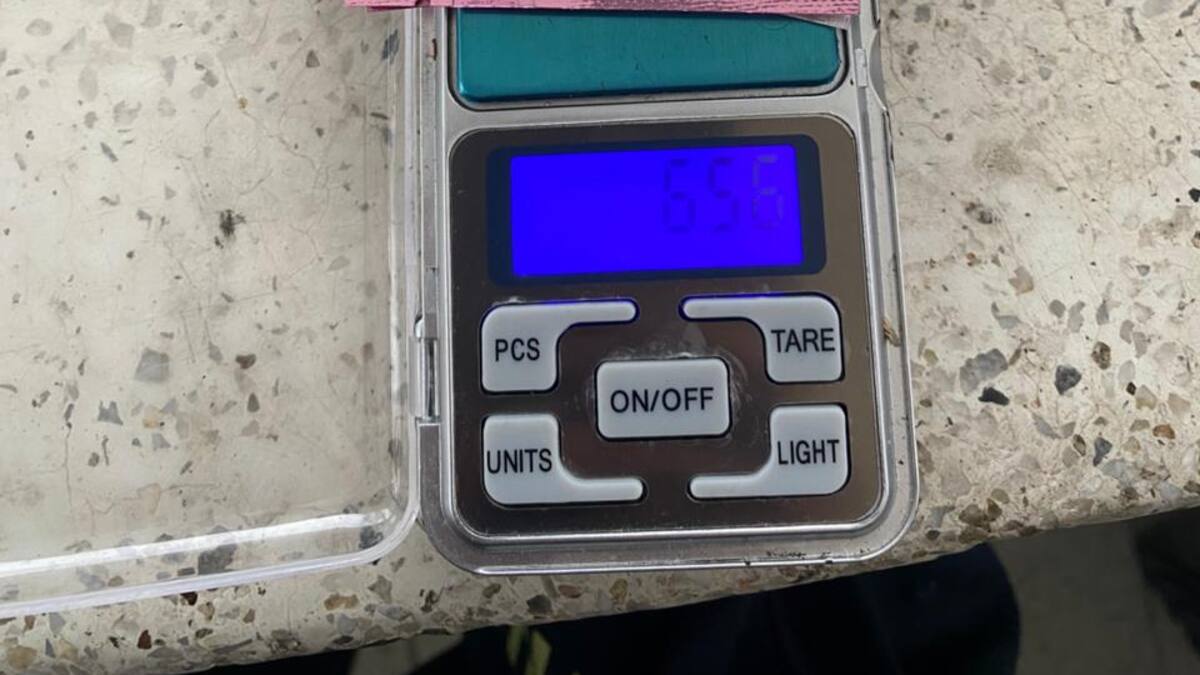 656
PCS
TARE
ON/OFF
UNITS
LIGHT